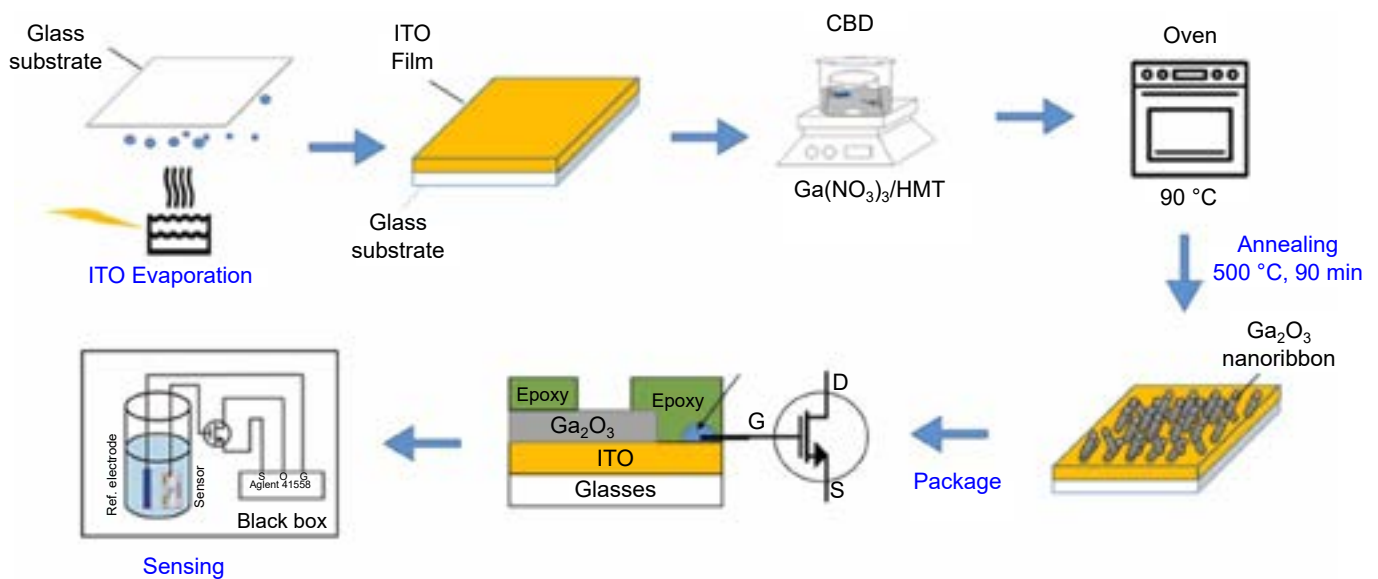 Glass
substrate
ITO Evaporation
ITO
Film
Glass
substrate
CBD
Ga(NO₃)₃/HMT
Oven
90 °C
Annealing
500 °C, 90 min
Ga₂O₃
nanoribbon
Package
Epoxy
Epoxy
Ga₂O₃
ITO
Glasses
G
D
S
Ref. electrode
Sensor
S O G
Aglent 41558
Black box
Sensing